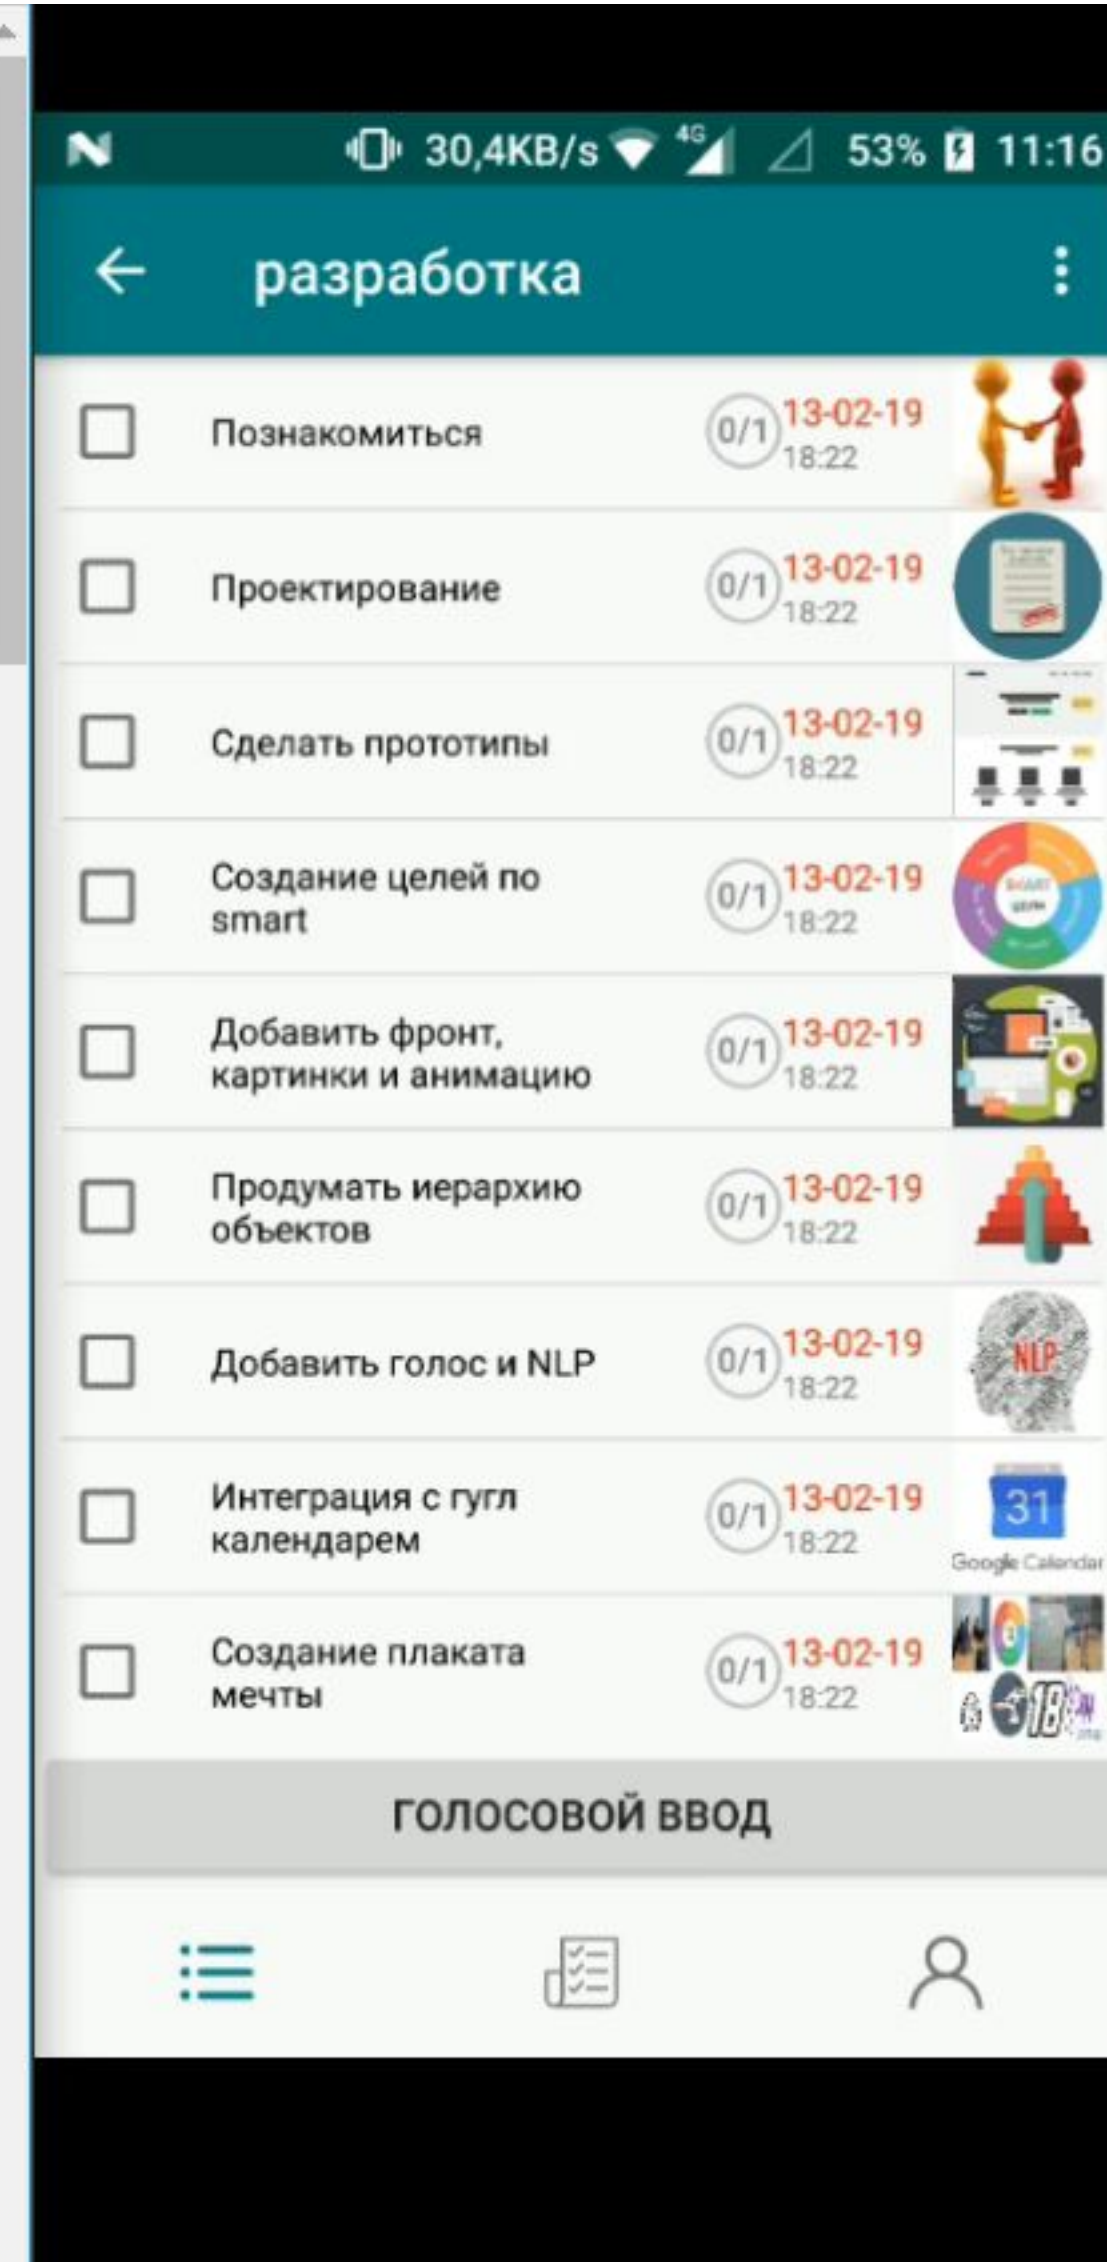 30,4KB/s 4G 53% 11:16
разработка
Познакомиться 0/1 13-02-19
18:22
Проектирование 0/1 13-02-19
18:22
Сделать прототипы 0/1 13-02-19
18:22
Создание целей по
smart 0/1 13-02-19
18:22
SMART
ЦЕЛИ
Добавить фронт,
картинки и анимацию 0/1 13-02-19
18:22
Продумать иерархию
объектов 0/1 13-02-19
18:22
Добавить голос и NLP 0/1 13-02-19
18:22
NLP
Интеграция с гугл
календарем 0/1 13-02-19
18:22
31
Google Calendar
Создание плаката
мечты 0/1 13-02-19
18:22
18
ГОЛОСОВОЙ ВВОД